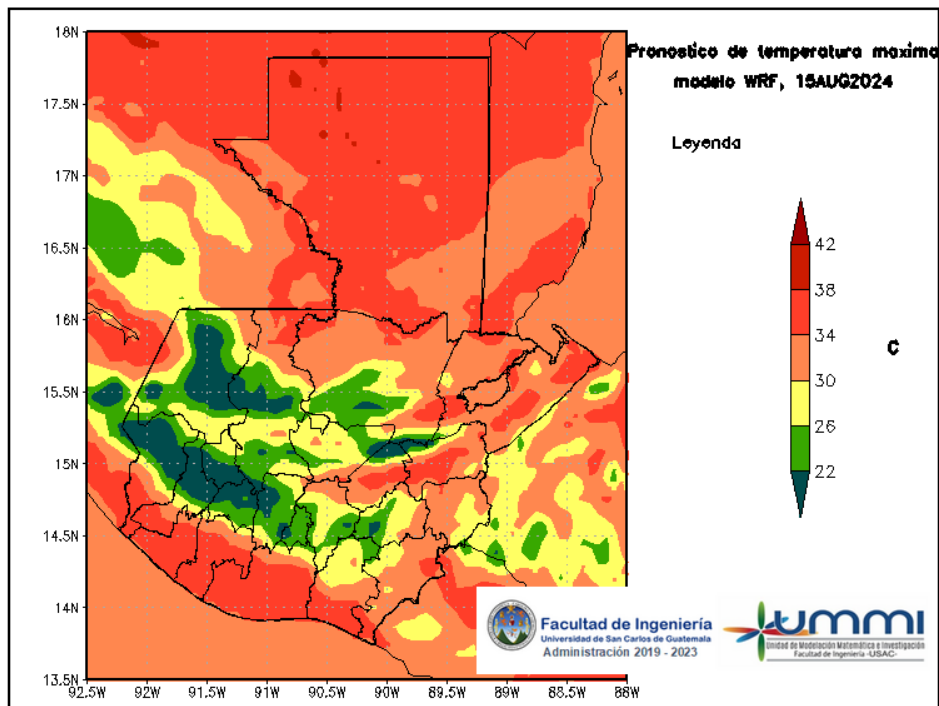 Pronostico de temperatura maxima
modelo WRF, 15AUG2024
Leyenda
18N
17.5N
17N
16.5N
16N
15.5N
15N
14.5N
14N
13.5N
92.5W 92W 91.5W 91W 90.5W 90W 89.5W 89W 88.5W 88W
42
38
34
30
26
22
C
Facultad de Ingeniería
Universidad de San Carlos de Guatemala
Administración 2019 - 2023
UMMI
Unidad de Modelación Matemática e Investigación
Facultad de Ingeniería -USAC-